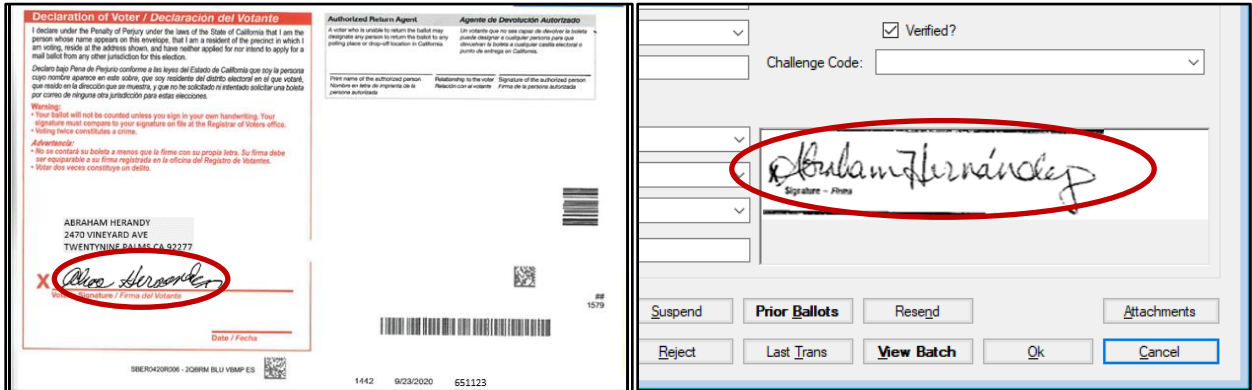 Declaration of Voter / Declaración del Votante
I declare under the Penalty of Perjury under the laws of the State of California that I am the
person whose name appears on this envelope, that I am a resident of the precinct in which I
am voting, reside at the address shown, and have neither applied for nor intend to apply for a
mail ballot from any other jurisdiction for this election.
Declaro bajo Pena de Perjurio conforme a las leyes del Estado de California que soy la persona
cuyo nombre aparece en este sobre, que soy residente del distrito electoral en el que votaré,
que resido en la dirección que se muestra, y que no he solicitado ni intentado solicitar una boleta
por correo de ninguna otra jurisdicción para estas elecciones.
Warning:
• Your ballot will not be counted unless you sign in your own handwriting. Your
signature must compare to your signature on file at the Registrar of Voters office.
• Voting twice constitutes a crime.
Advertencia:
• No se contará su boleta a menos que la firme con su propia letra. Su firma debe
ser equiparable a su firma registrada en la oficina del Registro de Votantes.
• Votar dos veces constituye un delito.
ABRAHAM HERANDY
2470 VINEYARD AVE
TWENTYNINE PALMS CA 92277
X
Hernandez
Voter Signature / Firma del Votante
Date / Fecha
SBER0420R006 - 2QBRM BLU VBMP ES
Authorized Return Agent
A voter who is unable to return the ballot may
designate any person to return the ballot to any
polling place or drop-off location in California.
Agente de Devolución Autorizado
Un votante que no sea capaz de devolver la boleta
puede designar a cualquier persona para que
devuelvan la boleta a cualquier casilla electoral o
punto de entrega en California.
Print name of the authorized person
Nombre en letra de imprenta de la
persona autorizada
Relationship to the voter
Relación con el votante
Signature of the authorized person
Firma de la persona autorizada
##
1579
1442 9/23/2020 651123
Verified?
Challenge Code:
Abraham Hernández
Signature – Firma
Suspend Prior Ballots Resend Attachments
Reject Last Trans View Batch Ok Cancel